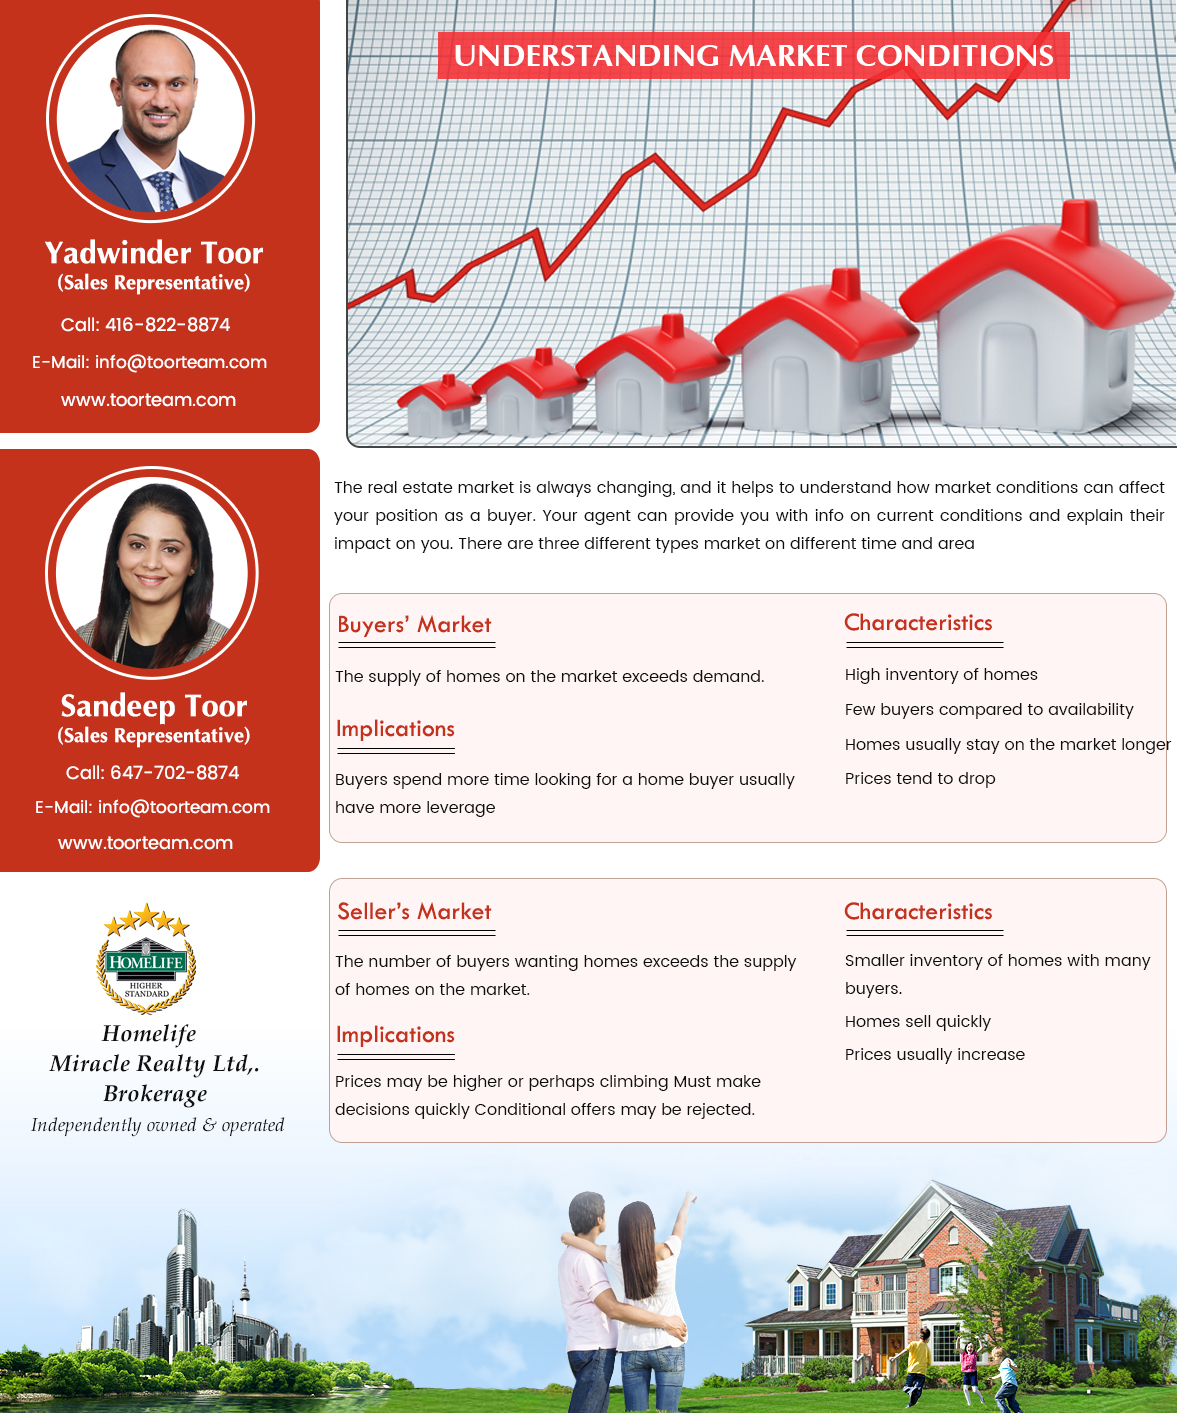 Yadwinder Toor
(Sales Representative)
Call: 416-822-8874
E-Mail: info@toorteam.com
www.toorteam.com
Sandeep Toor
(Sales Representative)
Call: 647-702-8874
E-Mail: info@toorteam.com
www.toorteam.com
HOMELIFE
HIGHER
STANDARD
Homelife
Miracle Realty Ltd,.
Brokerage
Independently owned & operated
UNDERSTANDING MARKET CONDITIONS
The real estate market is always changing, and it helps to understand how market conditions can affect
your position as a buyer. Your agent can provide you with info on current conditions and explain their
impact on you. There are three different types market on different time and area
Buyers’ Market
The supply of homes on the market exceeds demand.
Implications
Buyers spend more time looking for a home buyer usually
have more leverage
Characteristics
High inventory of homes
Few buyers compared to availability
Homes usually stay on the market longer
Prices tend to drop
Seller’s Market
The number of buyers wanting homes exceeds the supply
of homes on the market.
Implications
Prices may be higher or perhaps climbing Must make
decisions quickly Conditional offers may be rejected.
Characteristics
Smaller inventory of homes with many
buyers.
Homes sell quickly
Prices usually increase